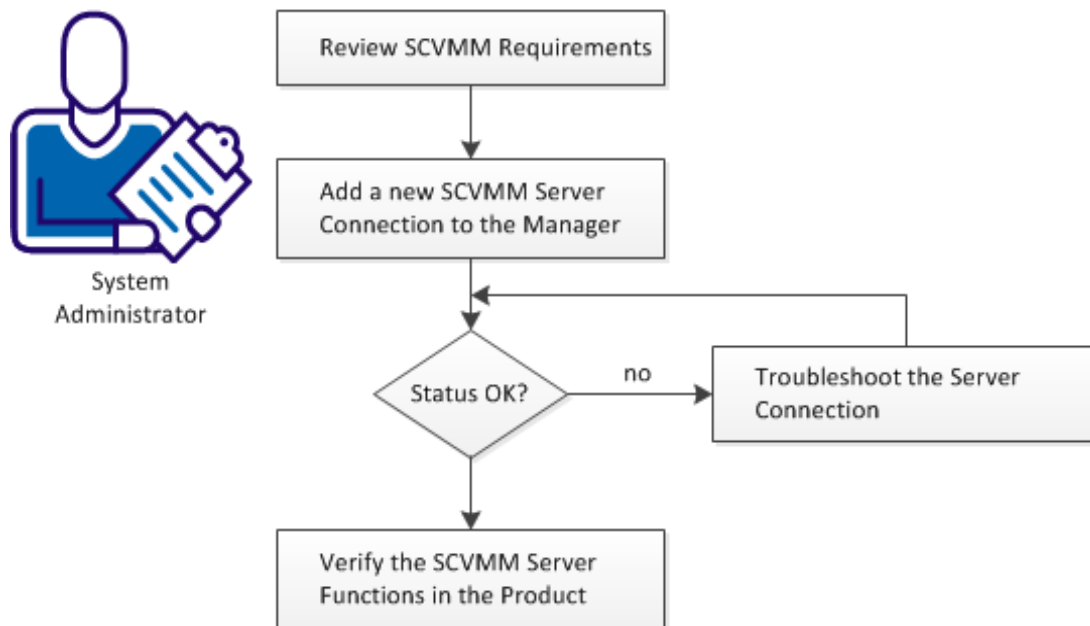 Review SCVMM Requirements
Add a new SCVMM Server
Connection to the Manager
System
Administrator
Status OK?
no
Troubleshoot the Server
Connection
Verify the SCVMM Server
Functions in the Product